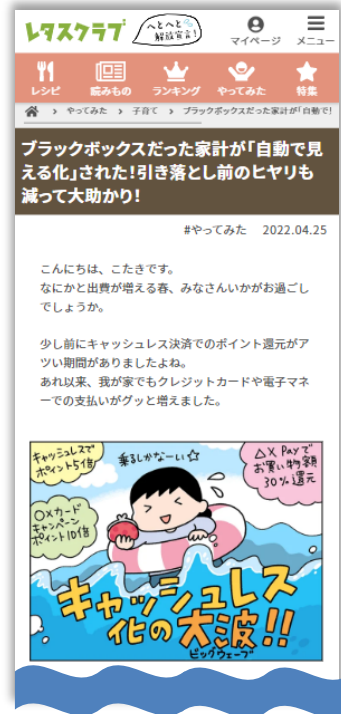 レタスクラブ
へとへと
解放宣言!
マイページ
メニュー
レシピ
読みもの
ランキング
やってみた
特集
> やってみた > 子育て > ブラックボックスだった家計が「自動で
ブラックボックスだった家計が「自動で見
える化」された!引き落とし前のヒヤリも
減って大助かり!
#やってみた 2022.04.25
こんにちは、こたきです。
なにかと出費が増える春、みなさんいかがお過ごし
でしょうか。
少し前にキャッシュレス決済でのポイント還元がア
ツい期間がありましたよね。
あれ以来、我が家でもクレジットカードや電子マネ
ーでの支払いがグッと増えました。
キャッシュレスで
ポイント5倍
乗るしかなーい☆
△X Payで
お買い物額
30%還元
○×カード
キャンペーン
ポイント10倍
キャッシュレス
化の大波!!
ビッグウェーブ